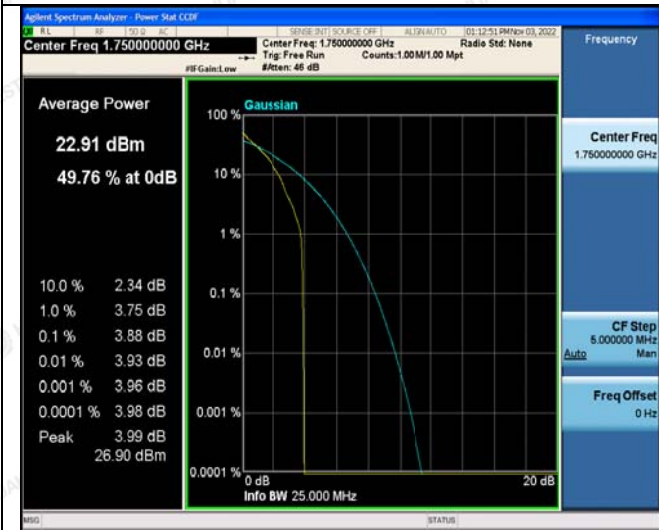 Agilent Spectrum Analyzer - Power Stat CCDF
RL RF 50 Ω AC SENSE:INT SOURCE OFF ALIGN AUTO 01:12:51 PM Nov 03, 2022
Center Freq 1.750000000 GHz
Center Freq: 1.750000000 GHz Radio Std: None
Trig: Free Run Counts:1.00 M/1.00 Mpt
#IFGain:Low #Atten: 46 dB
Frequency
Average Power
22.91 dBm
49.76 % at 0dB
10.0 % 2.34 dB
1.0 % 3.75 dB
0.1 % 3.88 dB
0.01 % 3.93 dB
0.001 % 3.96 dB
0.0001 % 3.98 dB
Peak 3.99 dB
26.90 dBm
Gaussian
100 %
10 %
1 %
0.1 %
0.01 %
0.001 %
0.0001 %
0 dB 20 dB
Info BW 25.000 MHz
Center Freq
1.750000000 GHz
CF Step
5.000000 MHz
Auto Man
Freq Offset
0 Hz
MSG STATUS